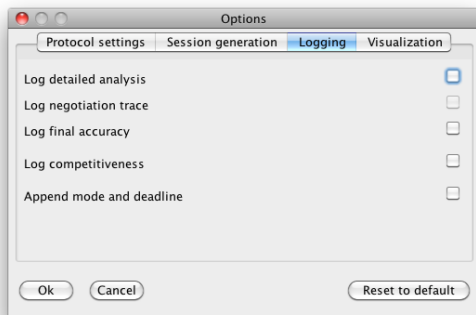 Options
Protocol settings Session generation Logging Visualization
Log detailed analysis
Log negotiation trace
Log final accuracy
Log competitiveness
Append mode and deadline
Ok Cancel Reset to default